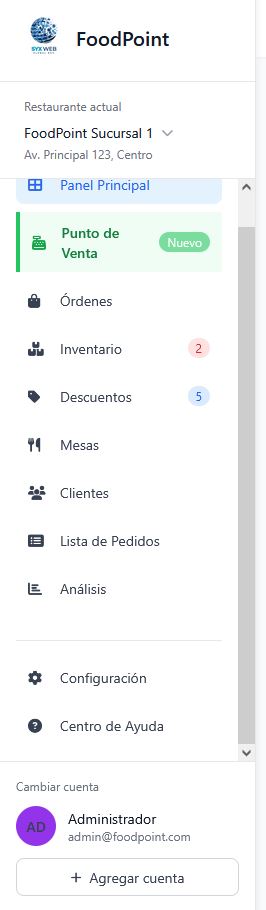 SYX WEB
FoodPoint
Restaurante actual
FoodPoint Sucursal 1
Av. Principal 123, Centro
Panel Principal
Punto de
Venta
Nuevo
Órdenes
Inventario 2
Descuentos 5
Mesas
Clientes
Lista de Pedidos
Análisis
Configuración
Centro de Ayuda
Cambiar cuenta
AD
Administrador
admin@foodpoint.com
+ Agregar cuenta